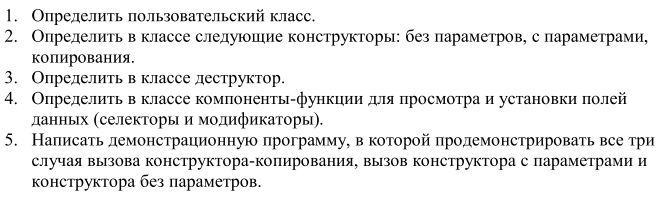 1. Определить пользовательский класс.
2. Определить в классе следующие конструкторы: без параметров, с параметрами,
копирования.
3. Определить в классе деструктор.
4. Определить в классе компоненты-функции для просмотра и установки полей
данных (селекторы и модификаторы).
5. Написать демонстрационную программу, в которой продемонстрировать все три
случая вызова конструктора-копирования, вызов конструктора с параметрами и
конструктора без параметров.